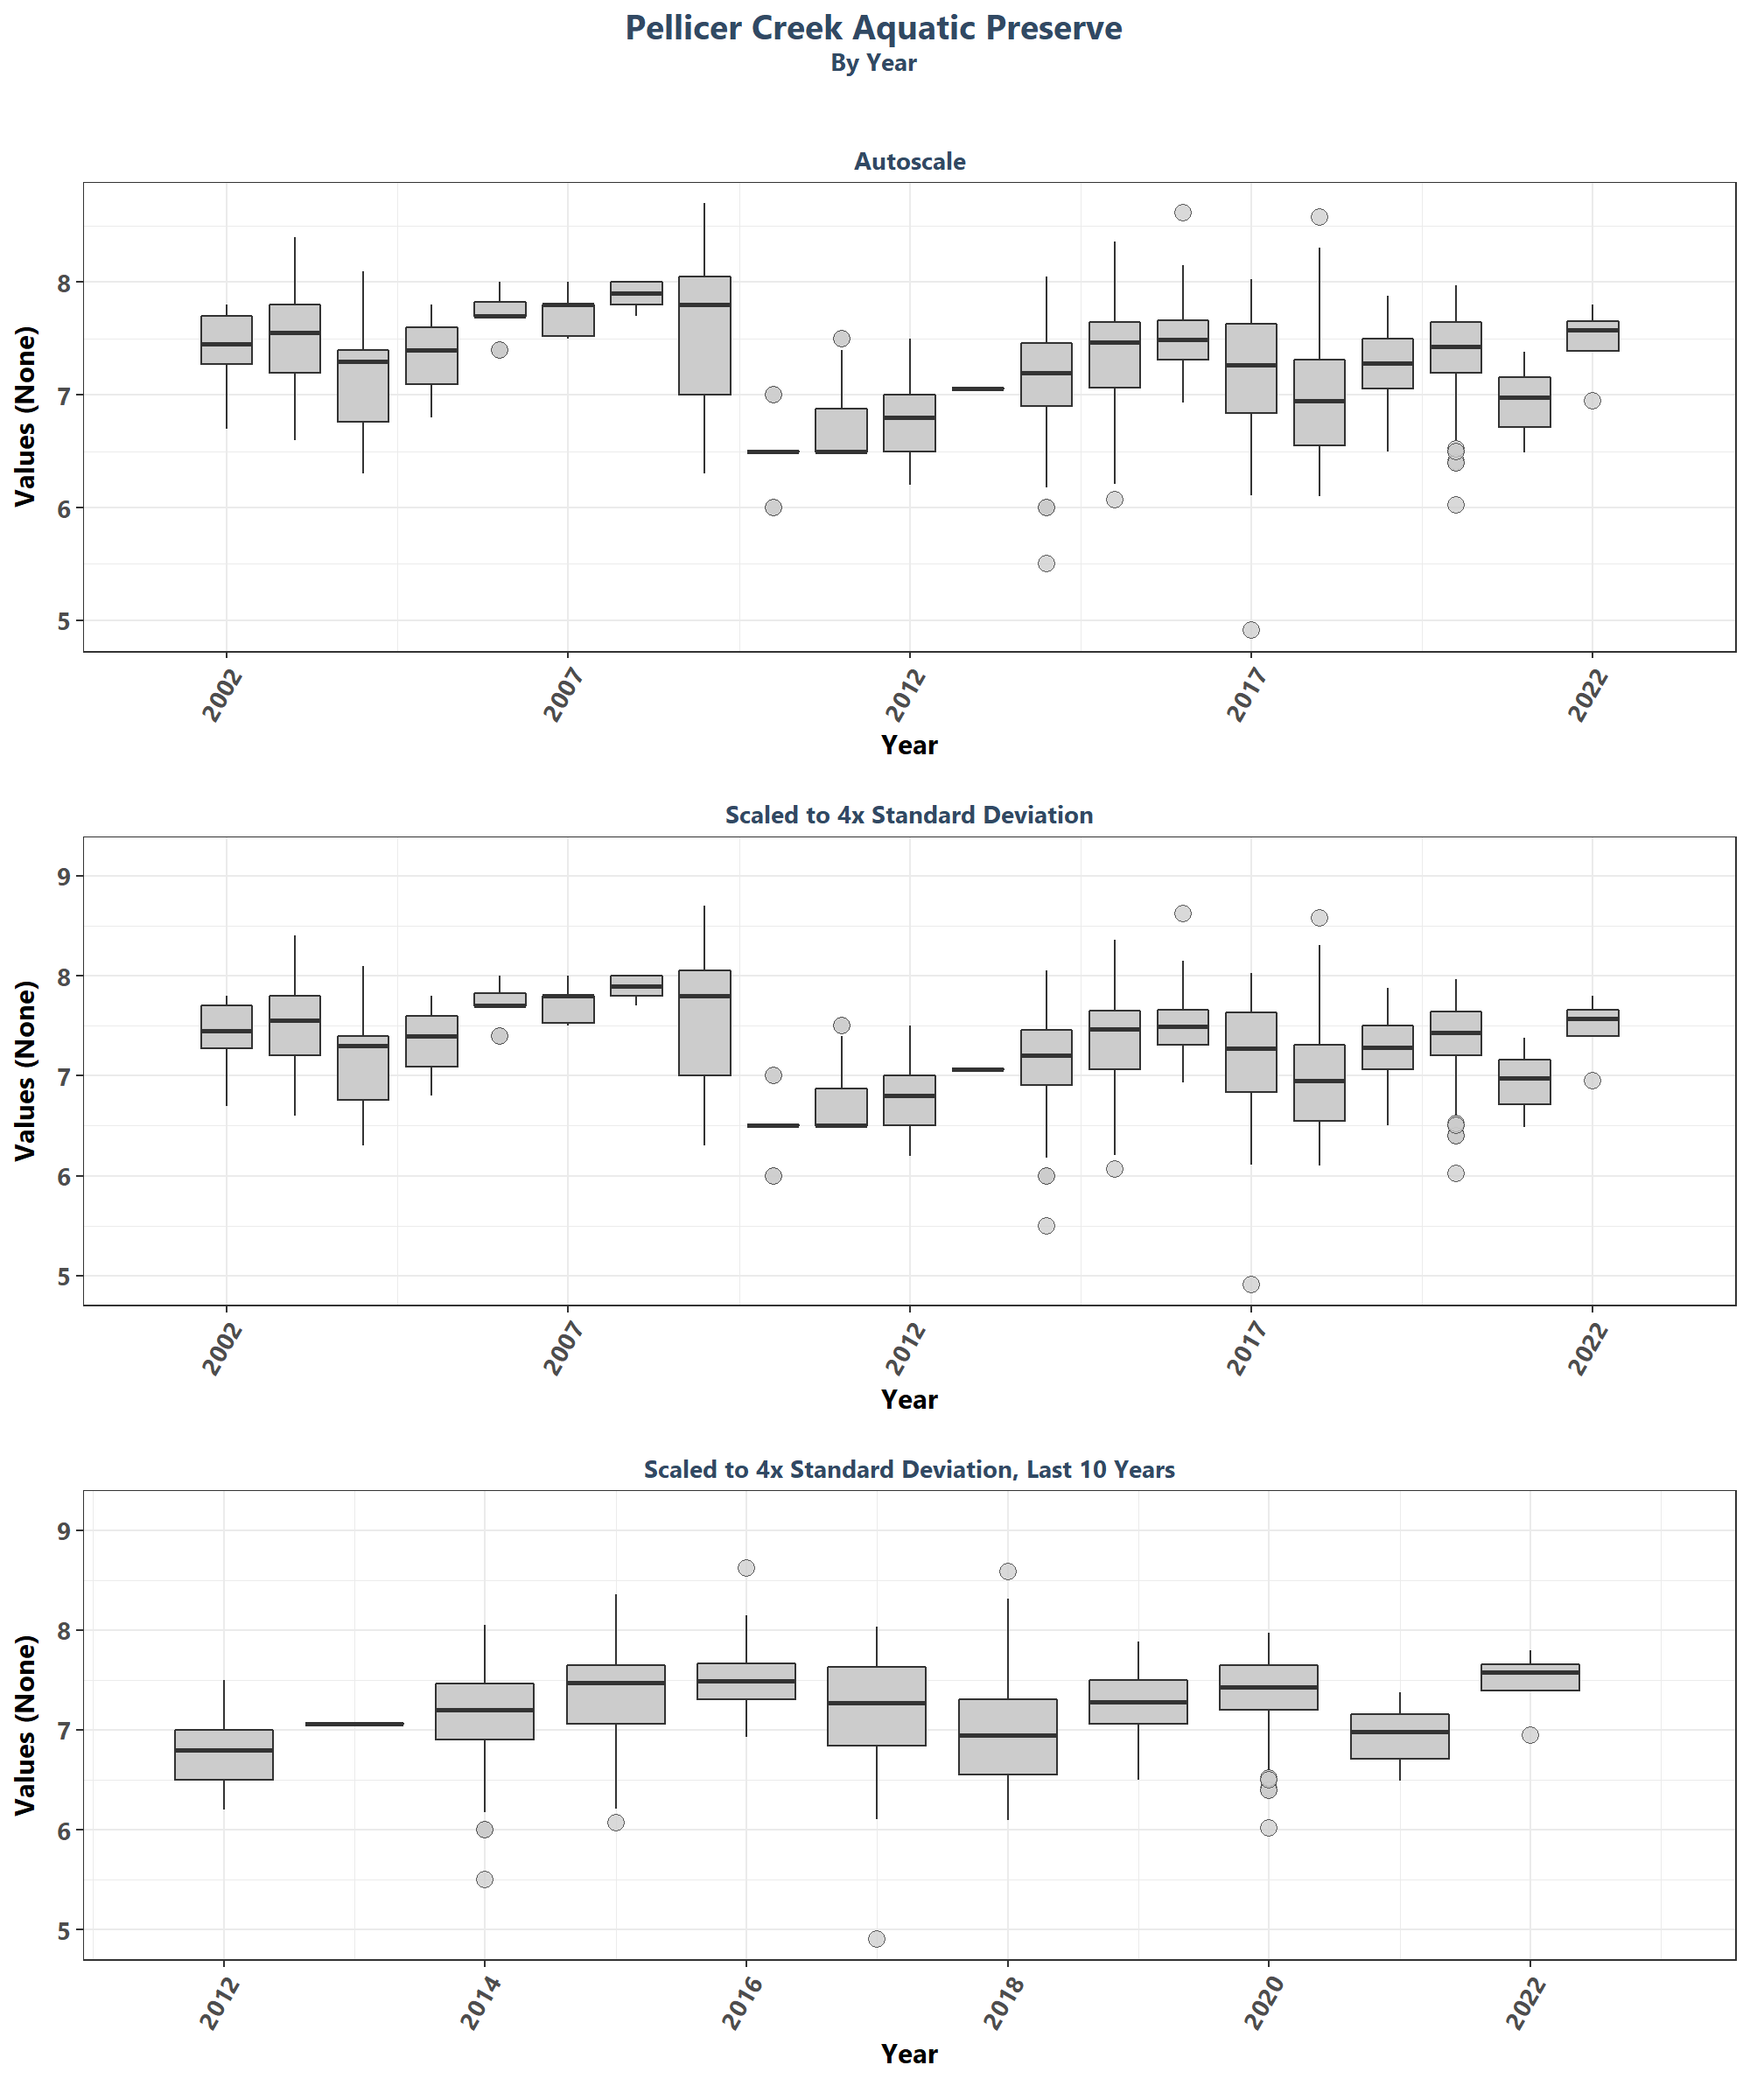 Pellicer Creek Aquatic Preserve
By Year
Autoscale
Values (None)
8
7
6
5
2002 2007 2012 2017 2022
Year
Scaled to 4x Standard Deviation
Values (None)
9
8
7
6
5
2002 2007 2012 2017 2022
Year
Scaled to 4x Standard Deviation, Last 10 Years
Values (None)
9
8
7
6
5
2012 2014 2016 2018 2020 2022
Year